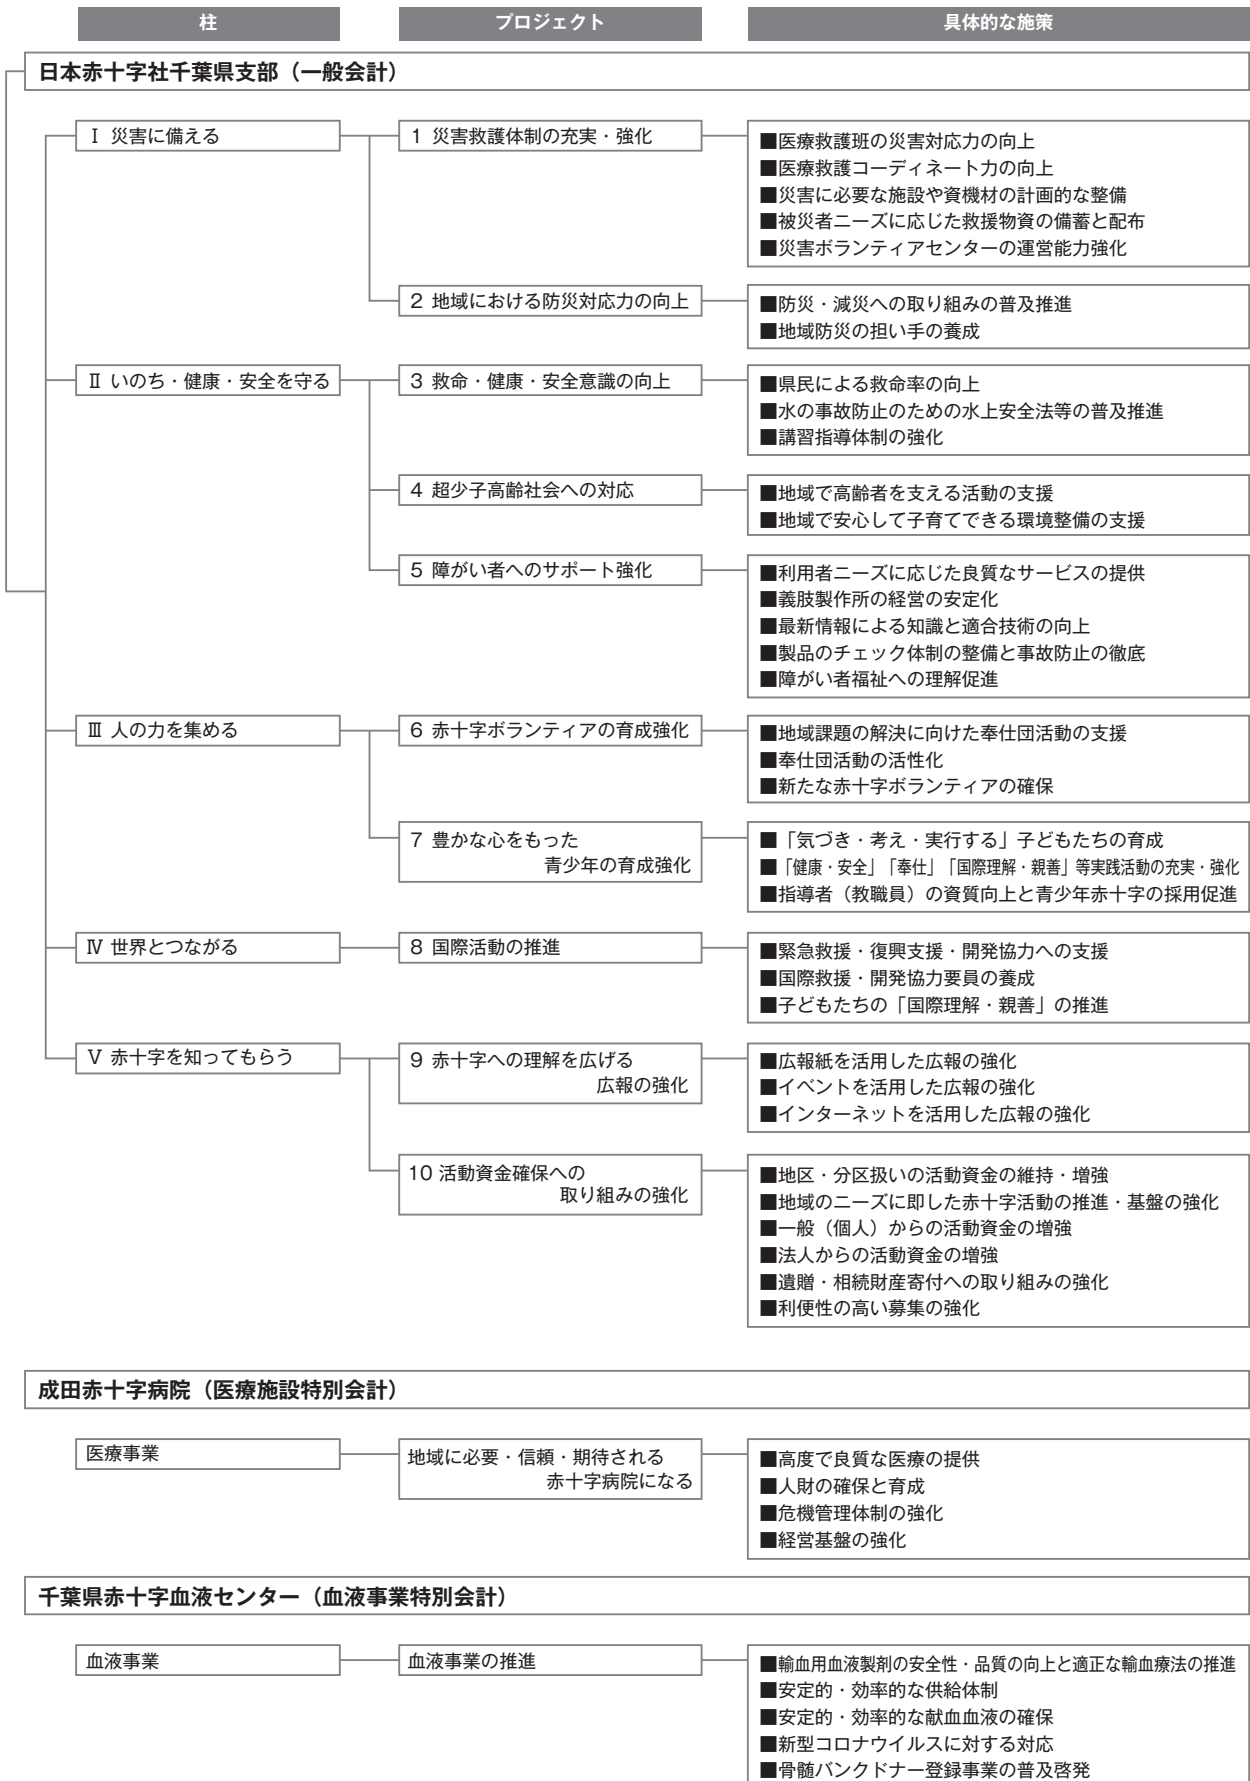 柱
プロジェクト
具体的な施策
日本赤十字社千葉県支部（一般会計）
Ⅰ 災害に備える
1 災害救護体制の充実・強化
■医療救護班の災害対応力の向上
■医療救護コーディネート力の向上
■災害に必要な施設や資機材の計画的な整備
■被災者ニーズに応じた救援物資の備蓄と配布
■災害ボランティアセンターの運営能力強化
2 地域における防災対応力の向上
■防災・減災への取り組みの普及推進
■地域防災の担い手の養成
Ⅱ いのち・健康・安全を守る
3 救命・健康・安全意識の向上
■県民による救命率の向上
■水の事故防止のための水上安全法等の普及推進
■講習指導体制の強化
4 超少子高齢社会への対応
■地域で高齢者を支える活動の支援
■地域で安心して子育てできる環境整備の支援
5 障がい者へのサポート強化
■利用者ニーズに応じた良質なサービスの提供
■義肢製作所の経営の安定化
■最新情報による知識と適合技術の向上
■製品のチェック体制の整備と事故防止の徹底
■障がい者福祉への理解促進
Ⅲ 人の力を集める
6 赤十字ボランティアの育成強化
■地域課題の解決に向けた奉仕団活動の支援
■奉仕団活動の活性化
■新たな赤十字ボランティアの確保
7 豊かな心をもった
青少年の育成強化
■「気づき・考え・実行する」子どもたちの育成
■「健康・安全」「奉仕」「国際理解・親善」等実践活動の充実・強化
■指導者（教職員）の資質向上と青少年赤十字の採用促進
Ⅳ 世界とつながる
8 国際活動の推進
■緊急救援・復興支援・開発協力への支援
■国際救援・開発協力要員の養成
■子どもたちの「国際理解・親善」の推進
Ⅴ 赤十字を知ってもらう
9 赤十字への理解を広げる
広報の強化
■広報紙を活用した広報の強化
■イベントを活用した広報の強化
■インターネットを活用した広報の強化
10 活動資金確保への
取り組みの強化
■地区・分区扱いの活動資金の維持・増強
■地域のニーズに即した赤十字活動の推進・基盤の強化
■一般（個人）からの活動資金の増強
■法人からの活動資金の増強
■遺贈・相続財産寄付への取り組みの強化
■利便性の高い募集の強化
成田赤十字病院（医療施設特別会計）
医療事業
地域に必要・信頼・期待される
赤十字病院になる
■高度で良質な医療の提供
■人財の確保と育成
■危機管理体制の強化
■経営基盤の強化
千葉県赤十字血液センター（血液事業特別会計）
血液事業
血液事業の推進
■輸血用血液製剤の安全性・品質の向上と適正な輸血療法の推進
■安定的・効率的な供給体制
■安定的・効率的な献血血液の確保
■新型コロナウイルスに対する対応
■骨髄バンクドナー登録事業の普及啓発